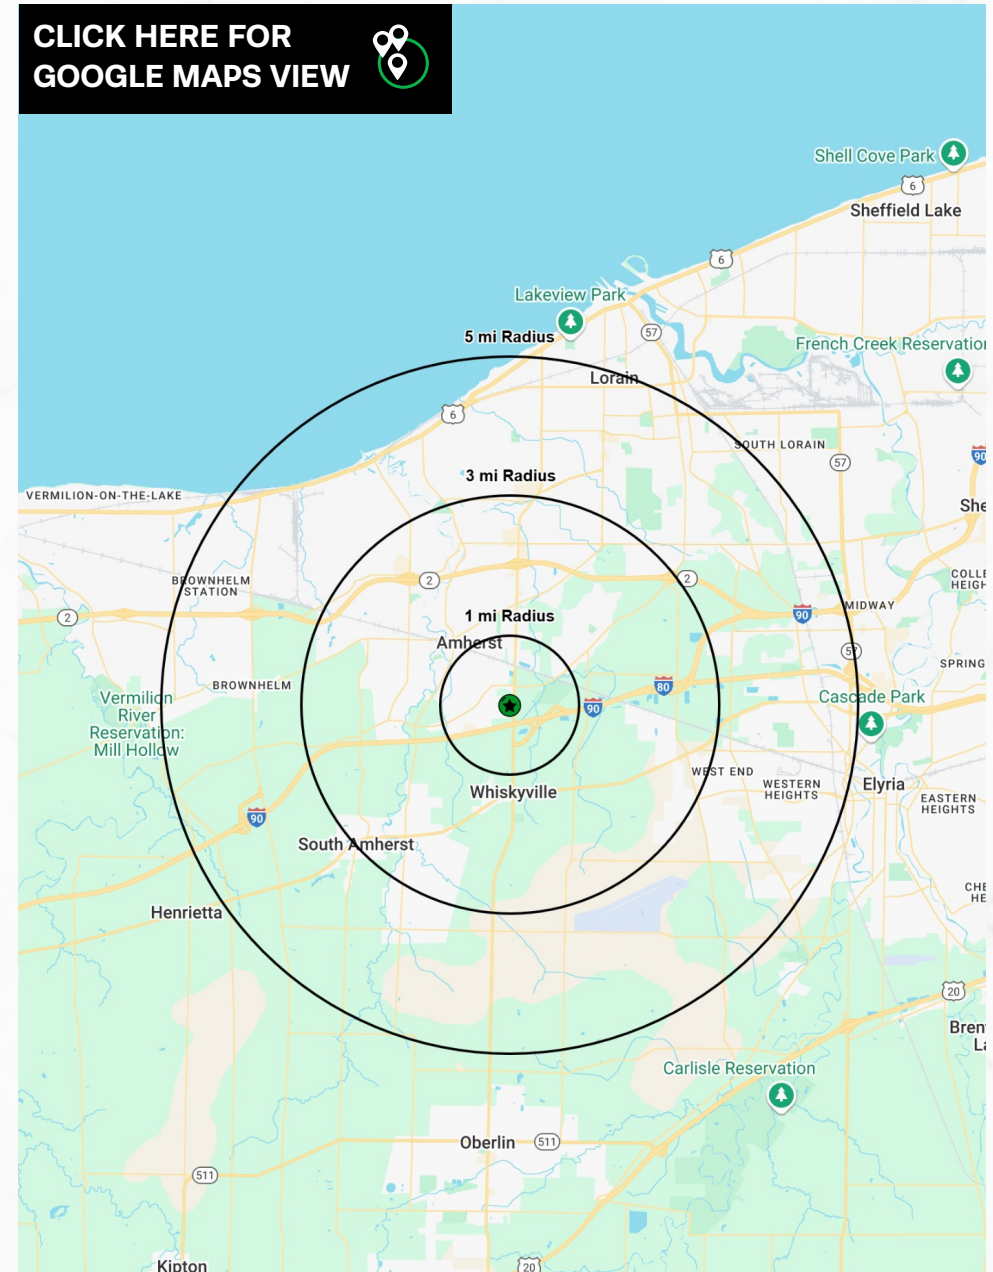 CLICK HERE FOR
GOOGLE MAPS VIEW
Shell Cove Park
6
Sheffield Lake
6
Lakeview Park
57
5 mi Radius
French Creek Reservation
Lorain
6
SOUTH LORAIN
90
57
3 mi Radius
VERMILION-ON-THE-LAKE
She
COLLE
HEIGH
BROWNHELM
STATION
2
2
MIDWAY
90
2
1 mi Radius
Amherst
57
SPRING
BROWNHELM
80
Cascade Park
Vermilion
River
Reservation:
Mill Hollow
90
WEST END
WESTERN
HEIGHTS
Elyria
Whiskyville
EASTERN
HEIGHTS
90
South Amherst
CHE
HE
Henrietta
20
Bren
La
Carlisle Reservation
Oberlin
511
511
Kipton
20